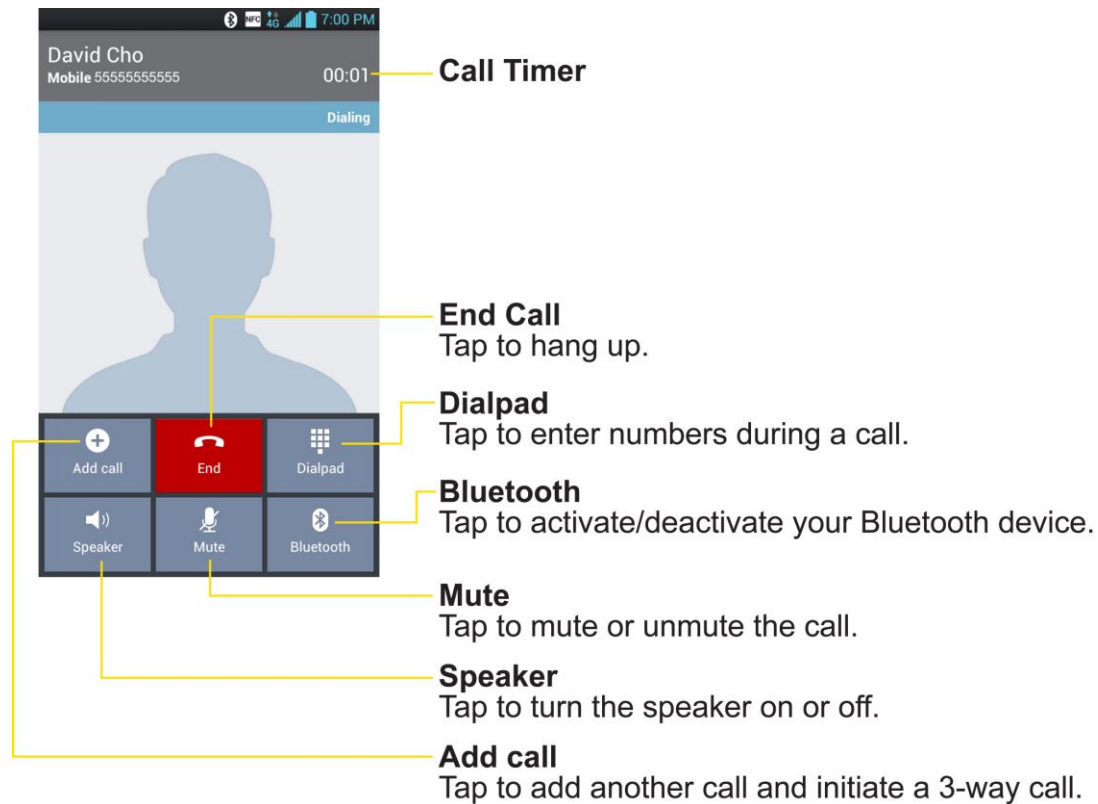 NFC 4G 7:00 PM
David Cho
Mobile 55555555555 00:01
Dialing
Add call End Dialpad
Speaker Mute Bluetooth
Call Timer
End Call
Tap to hang up.
Dialpad
Tap to enter numbers during a call.
Bluetooth
Tap to activate/deactivate your Bluetooth device.
Mute
Tap to mute or unmute the call.
Speaker
Tap to turn the speaker on or off.
Add call
Tap to add another call and initiate a 3-way call.